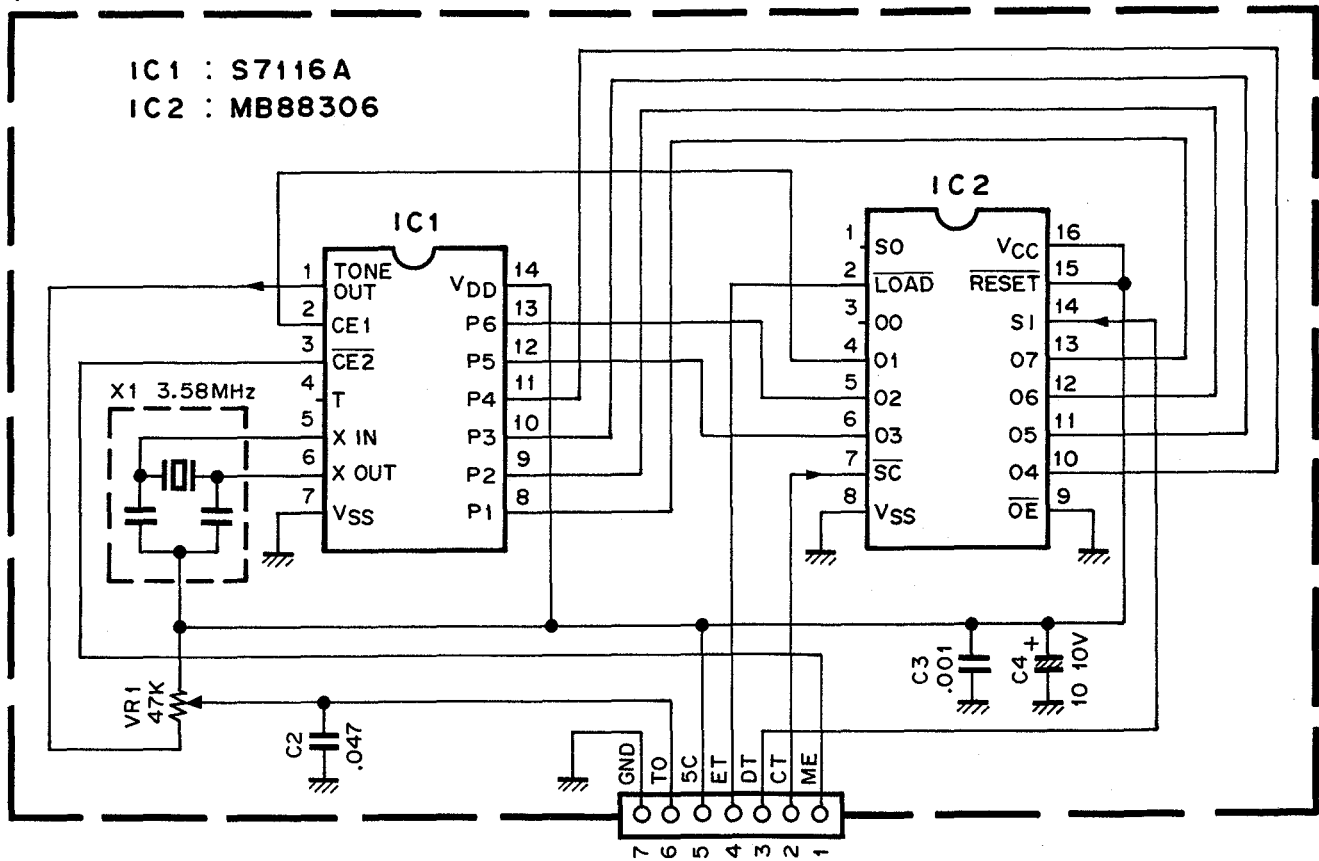 IC1 : S7116A
IC2 : MB88306
IC1
1 TONE OUT
2 CE1
3 CE2
4 T
5 X IN
6 X OUT
7 VSS
14 VDD
13 P6
12 P5
11 P4
10 P3
9 P2
8 P1
IC2
1 SO
2 LOAD
3 O0
4 O1
5 O2
6 O3
7 SC
8 VSS
16 VCC
15 RESET
14 SI
13 O7
12 O6
11 O5
10 O4
9 OE
X1 3.58MHz
VR1
47K
C2
.047
C3
.001
C4 +
10 10V
GND
TO
5C
ET
DT
CT
ME
7
6
5
4
3
2
1